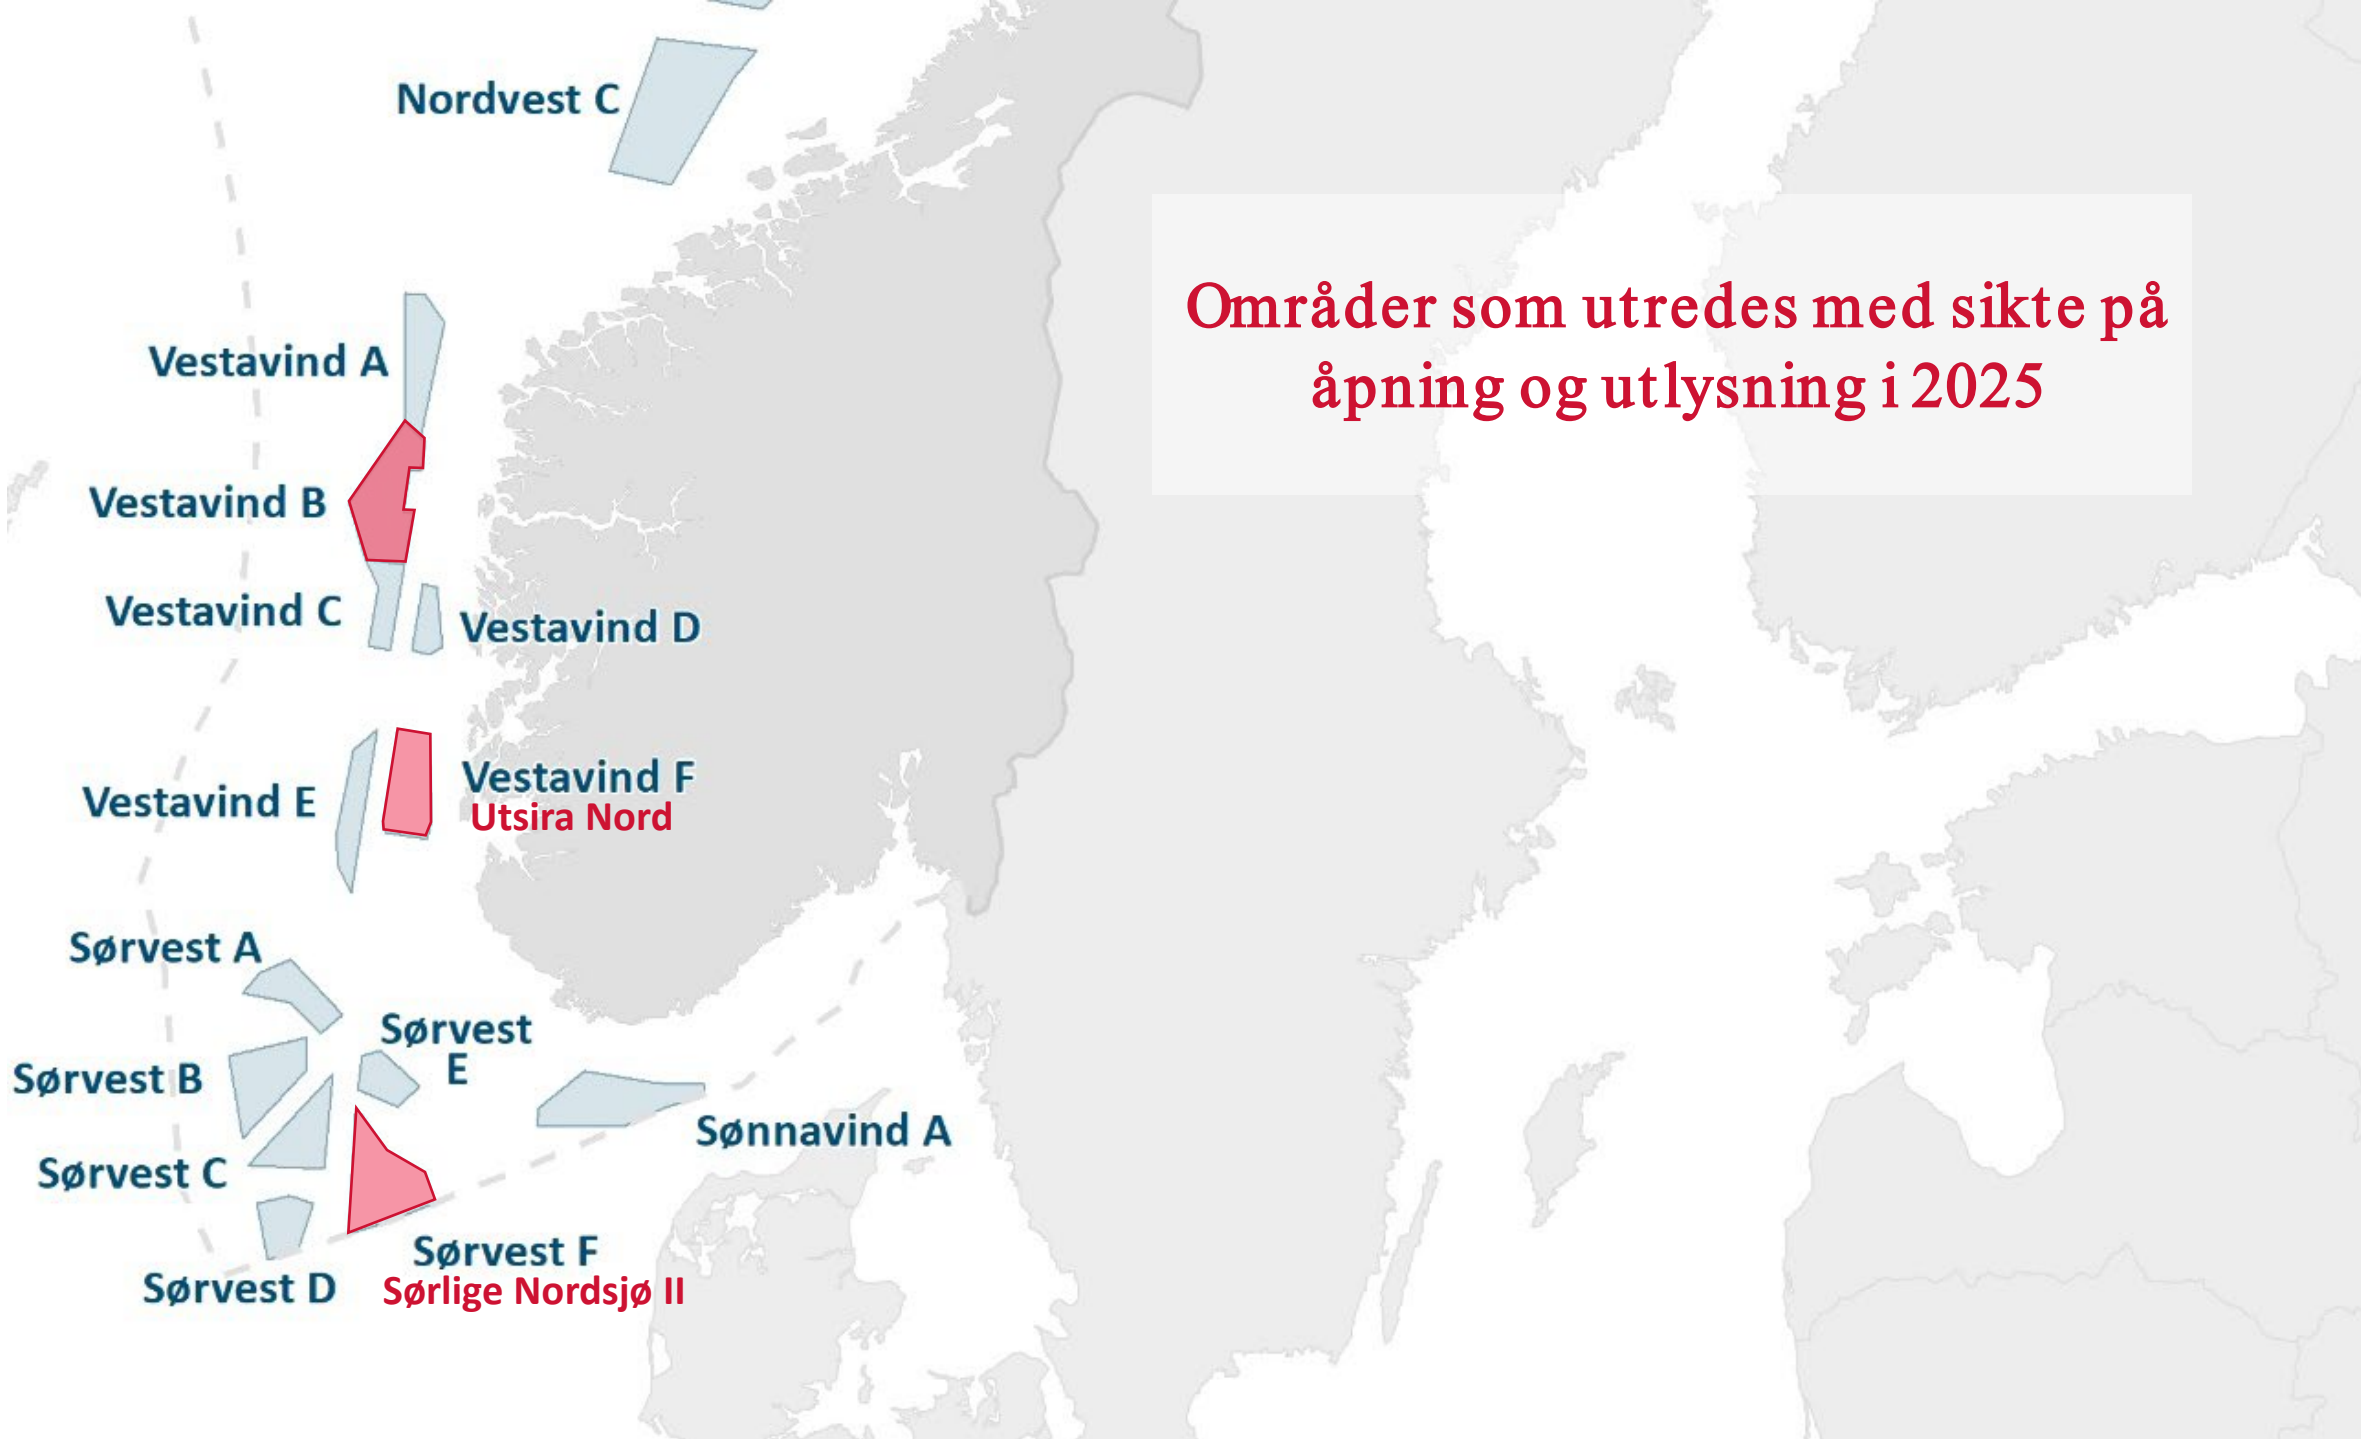 Nordvest C
Områder som utredes med sikte på
åpning og utlysning i 2025
Vestavind A
Vestavind B
Vestavind C
Vestavind D
Vestavind E
Vestavind F
Utsira Nord
Sørvest A
Sørvest
E
Sørvest B
Sønnavind A
Sørvest C
Sørvest F
Sørlige Nordsjø II
Sørvest D